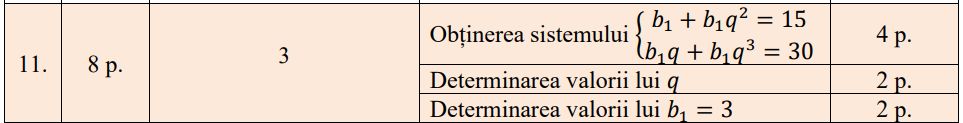 11. 8 p. 3 Obținerea sistemului { b₁ + b₁q² = 15 4 p.
b₁q + b₁q³ = 30
Determinarea valorii lui q 2 p.
Determinarea valorii lui b₁ = 3 2 p.